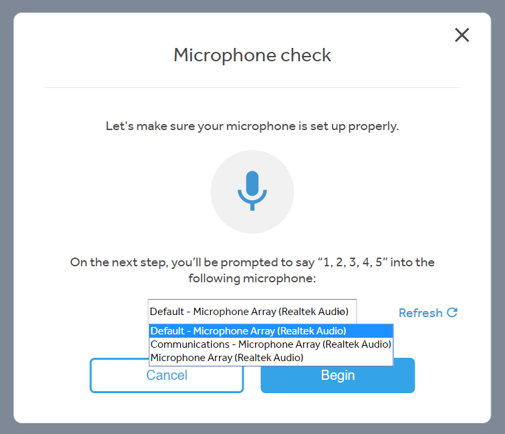 Microphone check
Let's make sure your microphone is set up properly.
On the next step, you'll be prompted to say “1, 2, 3, 4, 5” into the
following microphone:
Default - Microphone Array (Realtek Audio)
Refresh
Default - Microphone Array (Realtek Audio)
Communications - Microphone Array (Realtek Audio)
Microphone Array (Realtek Audio)
Cancel
Begin